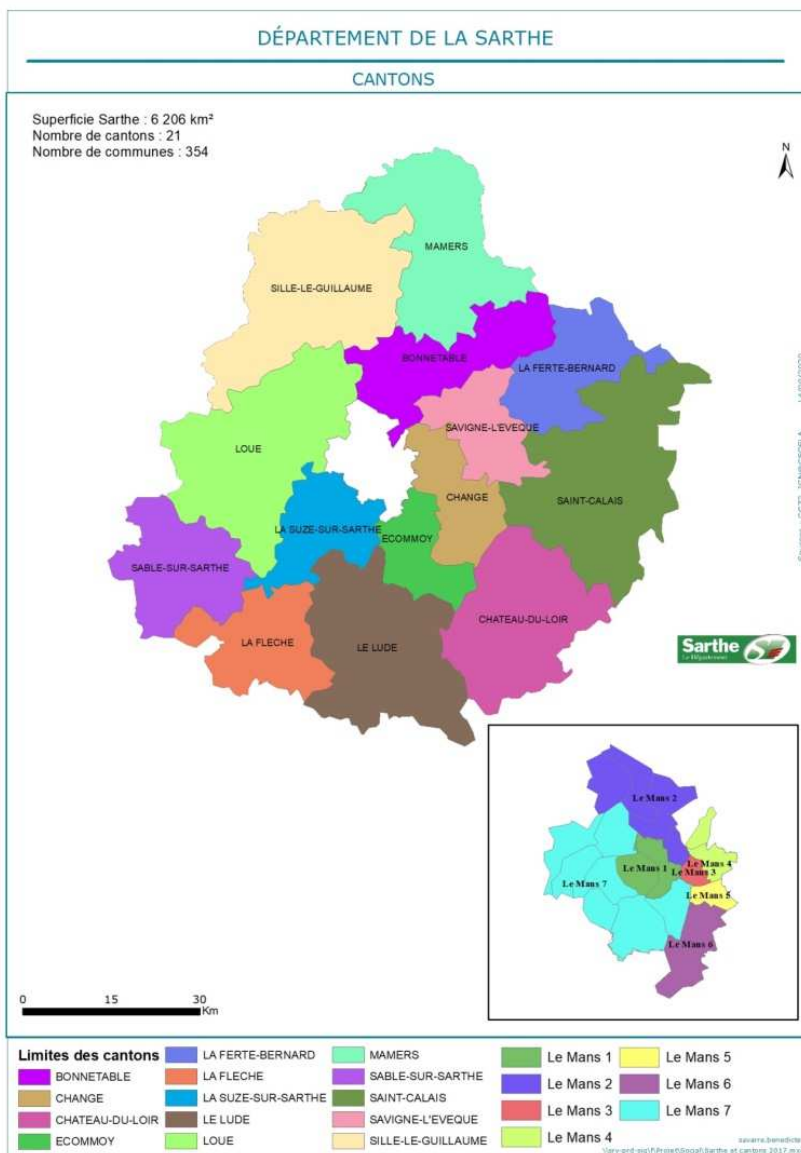 DÉPARTEMENT DE LA SARTHE
CANTONS
Superficie Sarthe : 6 206 km²
Nombre de cantons : 21
Nombre de communes : 354
N
MAMERS
SILLE-LE-GUILLAUME
BONNETABLE
LA FERTE-BERNARD
SAVIGNE-L'EVEQUE
LOUE
CHANGE
SAINT-CALAIS
LA SUZE-SUR-SARTHE
ECOMMOY
SABLE-SUR-SARTHE
CHATEAU-DU-LOIR
LA FLECHE
LE LUDE
Sarthe
Le Département
Le Mans 2
Le Mans 4
Le Mans 1
Le Mans 3
Le Mans 7
Le Mans 5
Le Mans 6
0 15 30
Km
Limites des cantons
BONNETABLE
CHANGE
CHATEAU-DU-LOIR
ECOMMOY
LA FERTE-BERNARD
LA FLECHE
LA SUZE-SUR-SARTHE
LE LUDE
LOUE
MAMERS
SABLE-SUR-SARTHE
SAINT-CALAIS
SAVIGNE-L'EVEQUE
SILLE-LE-GUILLAUME
Le Mans 1
Le Mans 2
Le Mans 3
Le Mans 4
Le Mans 5
Le Mans 6
Le Mans 7
savarre.benedicte